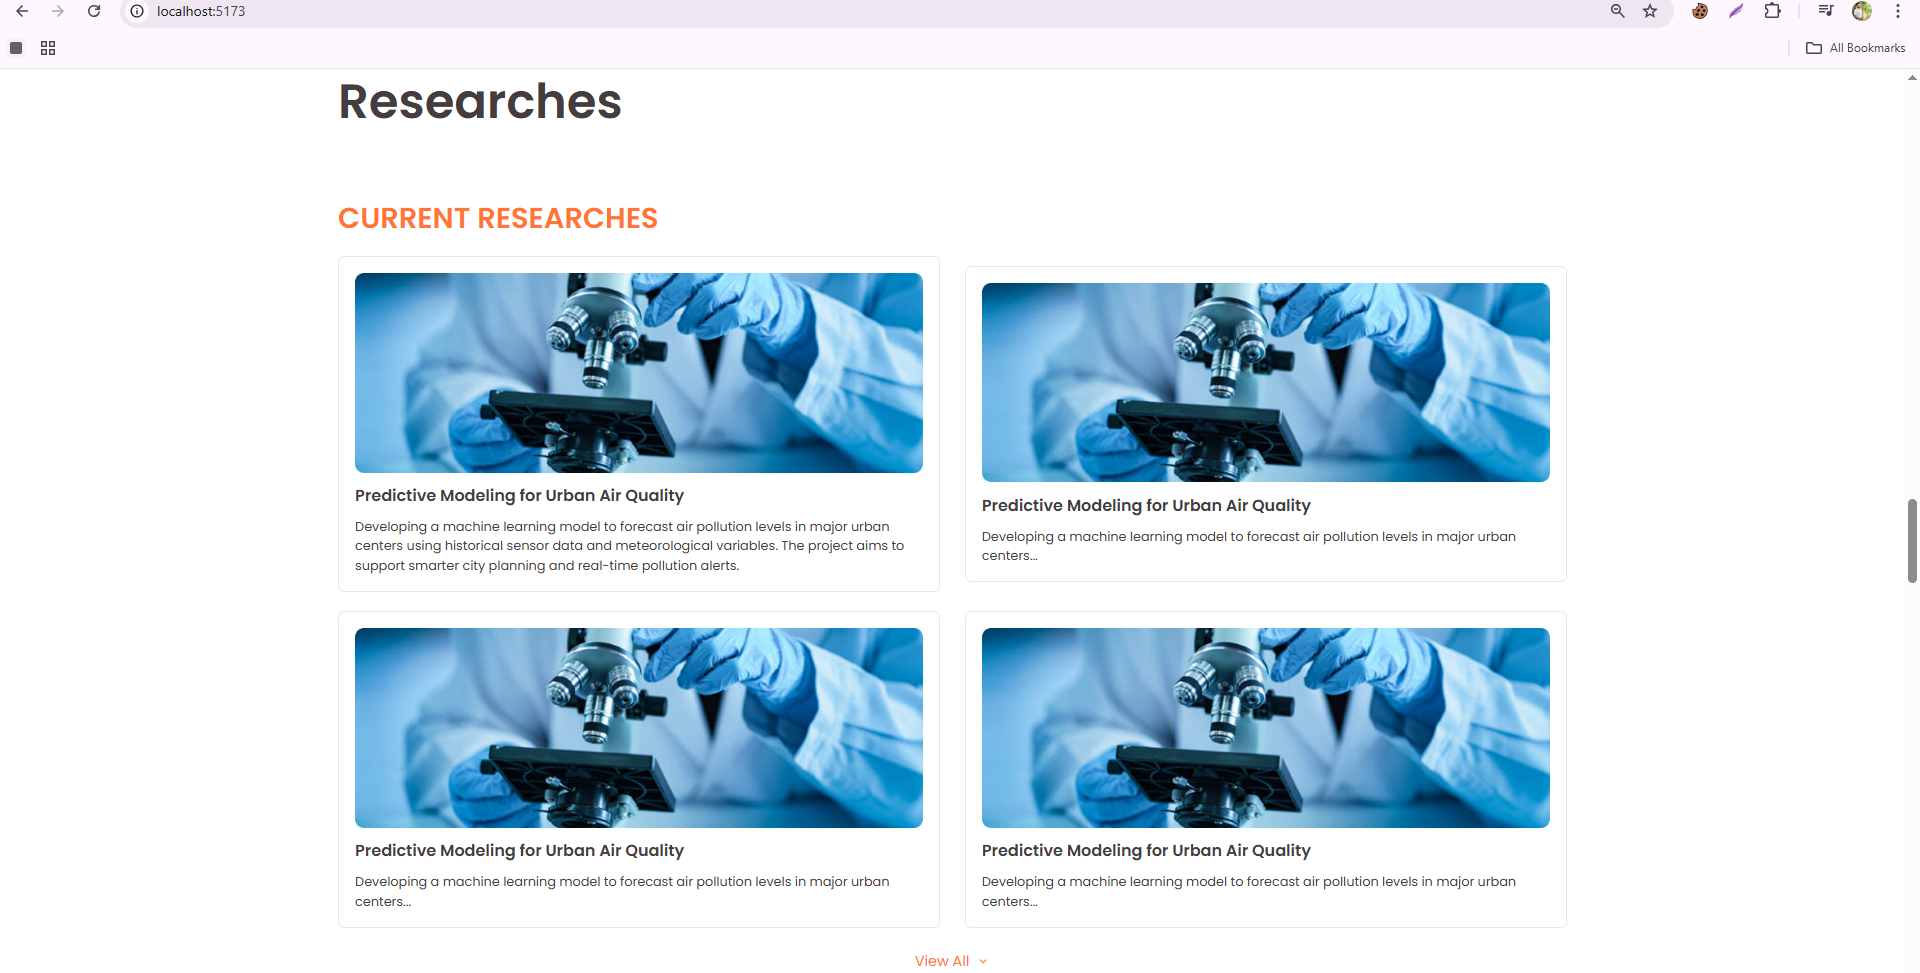 localhost:5173
All Bookmarks
Researches
CURRENT RESEARCHES
Predictive Modeling for Urban Air Quality
Developing a machine learning model to forecast air pollution levels in major urban
centers using historical sensor data and meteorological variables. The project aims to
support smarter city planning and real-time pollution alerts.
Predictive Modeling for Urban Air Quality
Developing a machine learning model to forecast air pollution levels in major urban
centers...
Predictive Modeling for Urban Air Quality
Developing a machine learning model to forecast air pollution levels in major urban
centers...
Predictive Modeling for Urban Air Quality
Developing a machine learning model to forecast air pollution levels in major urban
centers...
View All